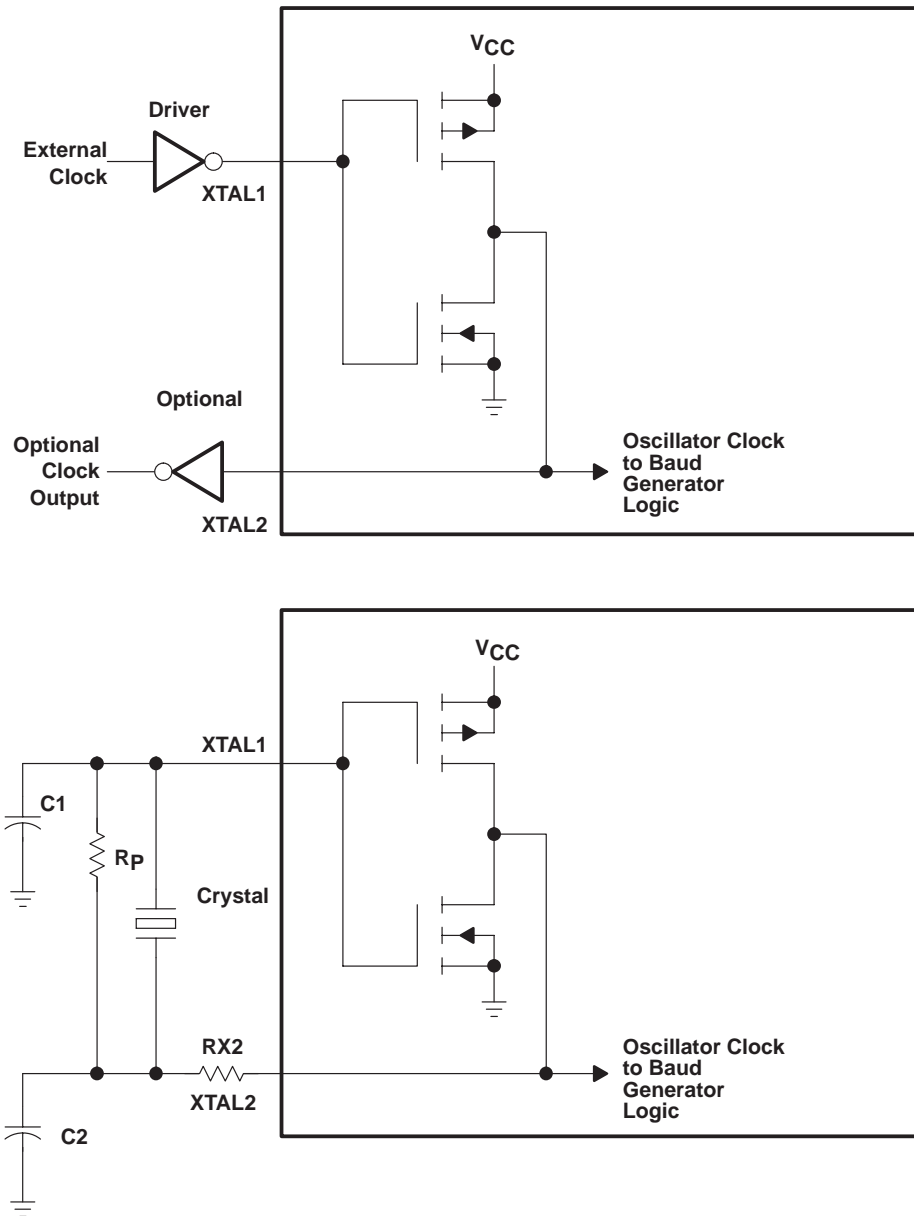 VCC
Driver
External
Clock
XTAL1
Optional
Optional
Clock
Output
XTAL2
Oscillator Clock
to Baud
Generator
Logic
VCC
XTAL1
C1
RP
Crystal
RX2
XTAL2
C2
Oscillator Clock
to Baud
Generator
Logic